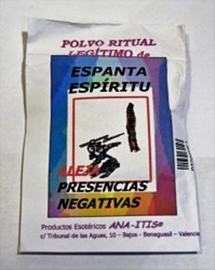 POLVO RITUAL
LEGÍTIMO de
ESPANTA
ESPÍRITU
ALEJA
PRESENCIAS
NEGATIVAS
Productos Esotéricos ANA-ITIS®
c/ Tribunal de las Aguas, 10 – Bajos - Benaguasil – Valencia